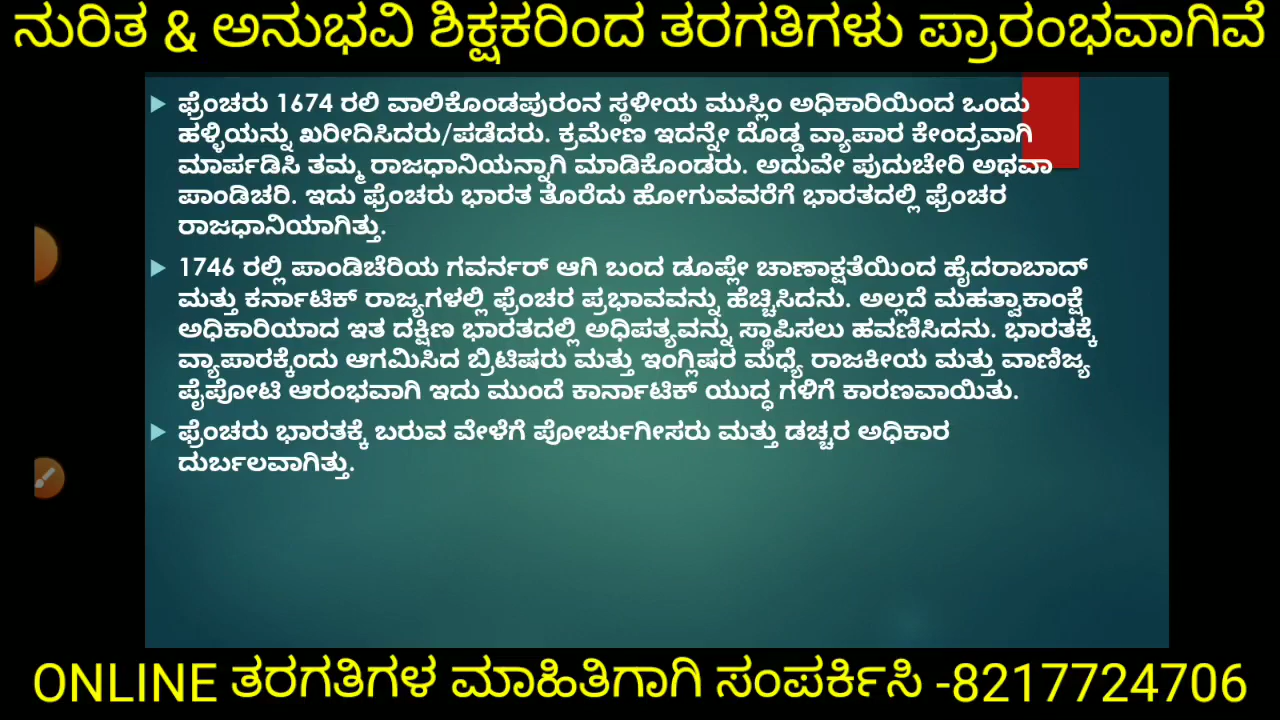 ನುರಿತ & ಅನುಭವಿ ಶಿಕ್ಷಕರಿಂದ ತರಗತಿಗಳು ಪ್ರಾರಂಭವಾಗಿವೆ
ಫ್ರೆಂಚರು 1674 ರಲಿ ವಾಲಿಕೊಂಡಪುರಂನ ಸ್ಥಳೀಯ ಮುಸ್ಲಿಂ ಅಧಿಕಾರಿಯಿಂದ ಒಂದು
ಹಳ್ಳಿಯನ್ನು ಖರೀದಿಸಿದರು/ಪಡೆದರು. ಕ್ರಮೇಣ ಇದನ್ನೇ ದೊಡ್ಡ ವ್ಯಾಪಾರ ಕೇಂದ್ರವಾಗಿ
ಮಾರ್ಪಡಿಸಿ ತಮ್ಮ ರಾಜಧಾನಿಯನ್ನಾಗಿ ಮಾಡಿಕೊಂಡರು. ಅದುವೇ ಪುದುಚೇರಿ ಅಥವಾ
ಪಾಂಡಿಚರಿ. ಇದು ಫ್ರೆಂಚರು ಭಾರತ ತೊರೆದು ಹೋಗುವವರೆಗೆ ಭಾರತದಲ್ಲಿ ಫ್ರೆಂಚರ
ರಾಜಧಾನಿಯಾಗಿತ್ತು.
1746 ರಲ್ಲಿ ಪಾಂಡಿಚೆರಿಯ ಗವರ್ನರ್ ಆಗಿ ಬಂದ ಡೂಪ್ಲೇ ಚಾಣಾಕ್ಷತೆಯಿಂದ ಹೈದರಾಬಾದ್
ಮತ್ತು ಕರ್ನಾಟಿಕ್ ರಾಜ್ಯಗಳಲ್ಲಿ ಫ್ರೆಂಚರ ಪ್ರಭಾವವನ್ನು ಹೆಚ್ಚಿಸಿದನು. ಅಲ್ಲದೆ ಮಹತ್ವಾಕಾಂಕ್ಷೆ
ಅಧಿಕಾರಿಯಾದ ಇತ ದಕ್ಷಿಣ ಭಾರತದಲ್ಲಿ ಅಧಿಪತ್ಯವನ್ನು ಸ್ಥಾಪಿಸಲು ಹವಣಿಸಿದನು. ಭಾರತಕ್ಕೆ
ವ್ಯಾಪಾರಕ್ಕೆಂದು ಆಗಮಿಸಿದ ಬ್ರಿಟಿಷರು ಮತ್ತು ಇಂಗ್ಲಿಷರ ಮಧ್ಯೆ ರಾಜಕೀಯ ಮತ್ತು ವಾಣಿಜ್ಯ
ಪೈಪೋಟಿ ಆರಂಭವಾಗಿ ಇದು ಮುಂದೆ ಕಾರ್ನಾಟಿಕ್ ಯುದ್ಧ ಗಳಿಗೆ ಕಾರಣವಾಯಿತು.
ಫ್ರೆಂಚರು ಭಾರತಕ್ಕೆ ಬರುವ ವೇಳೆಗೆ ಪೋರ್ಚುಗೀಸರು ಮತ್ತು ಡಚ್ಚರ ಅಧಿಕಾರ
ದುರ್ಬಲವಾಗಿತ್ತು.
ONLINE ತರಗತಿಗಳ ಮಾಹಿತಿಗಾಗಿ ಸಂಪರ್ಕಿಸಿ -8217724706